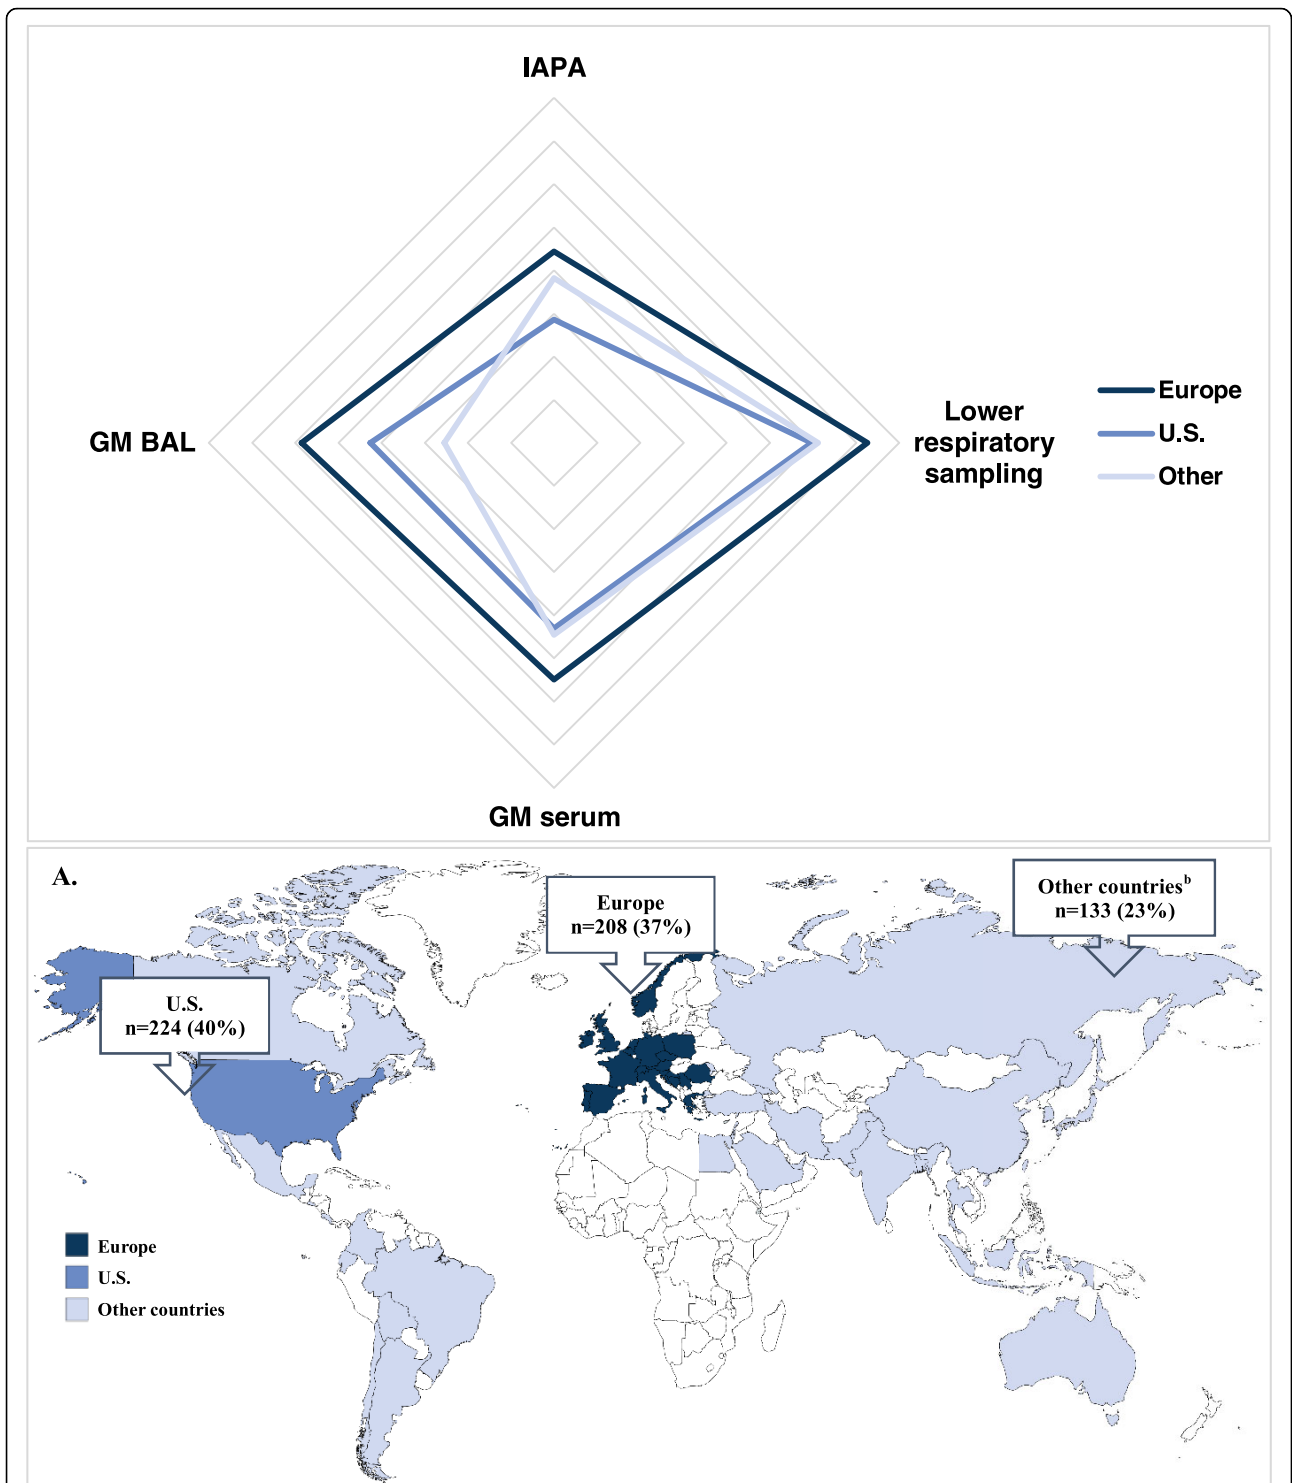 IAPA
GM BAL
Lower
respiratory
sampling
GM serum
Europe
U.S.
Other
A.
Europe
n=208 (37%)
Other countriesᵇ
n=133 (23%)
U.S.
n=224 (40%)
Europe
U.S.
Other countries